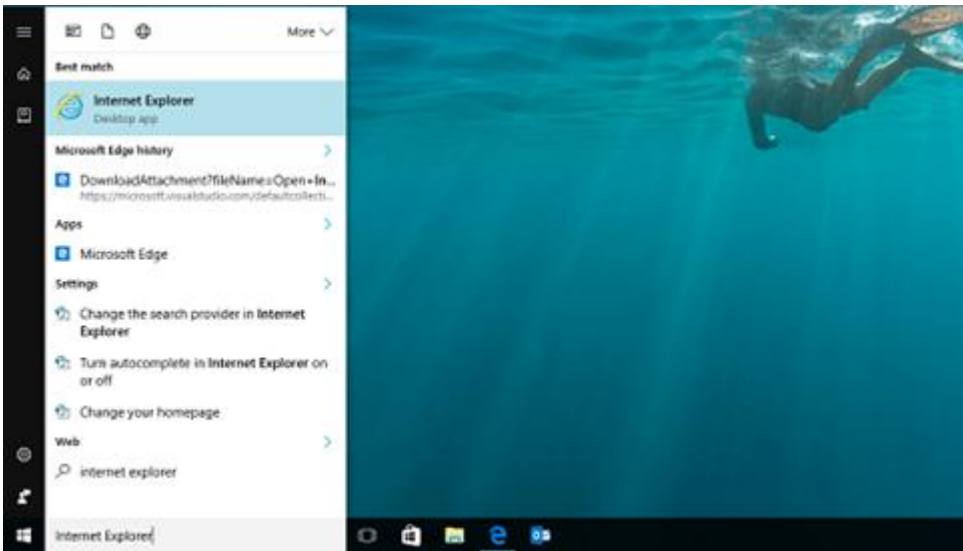 More
Best match
Internet Explorer
Desktop app
Microsoft Edge history
DownloadAttachment?fileName=Open+In...
https://microsoft.visualstudio.com/defaultcollecti...
Apps
Microsoft Edge
Settings
Change the search provider in Internet
Explorer
Turn autocomplete in Internet Explorer on
or off
Change your homepage
Web
internet explorer
Internet Explorer